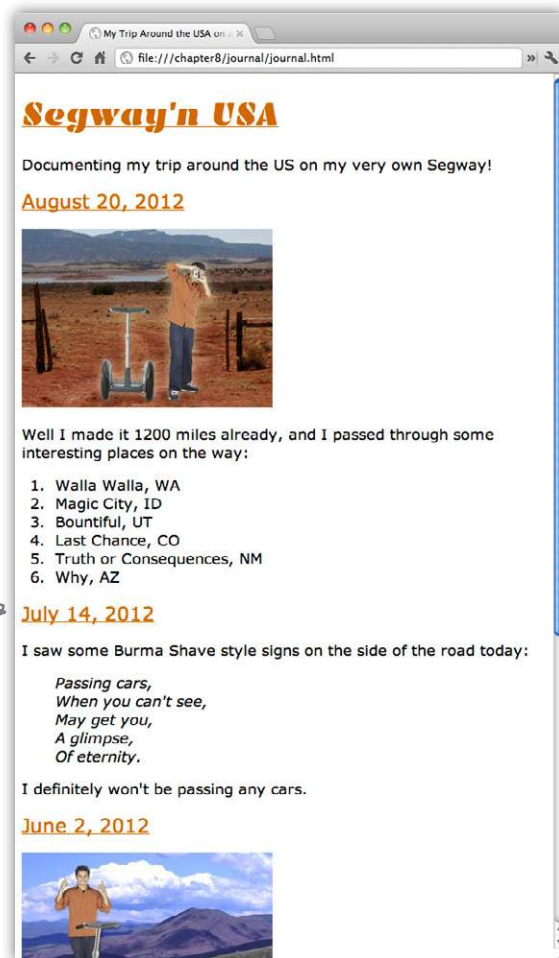 My Trip Around the USA on a
file:///chapter8/journal/journal.html
Segway'n USA
Documenting my trip around the US on my very own Segway!
August 20, 2012
Well I made it 1200 miles already, and I passed through some
interesting places on the way:
1. Walla Walla, WA
2. Magic City, ID
3. Bountiful, UT
4. Last Chance, CO
5. Truth or Consequences, NM
6. Why, AZ
July 14, 2012
I saw some Burma Shave style signs on the side of the road today:
Passing cars,
When you can't see,
May get you,
A glimpse,
Of eternity.
I definitely won't be passing any cars.
June 2, 2012